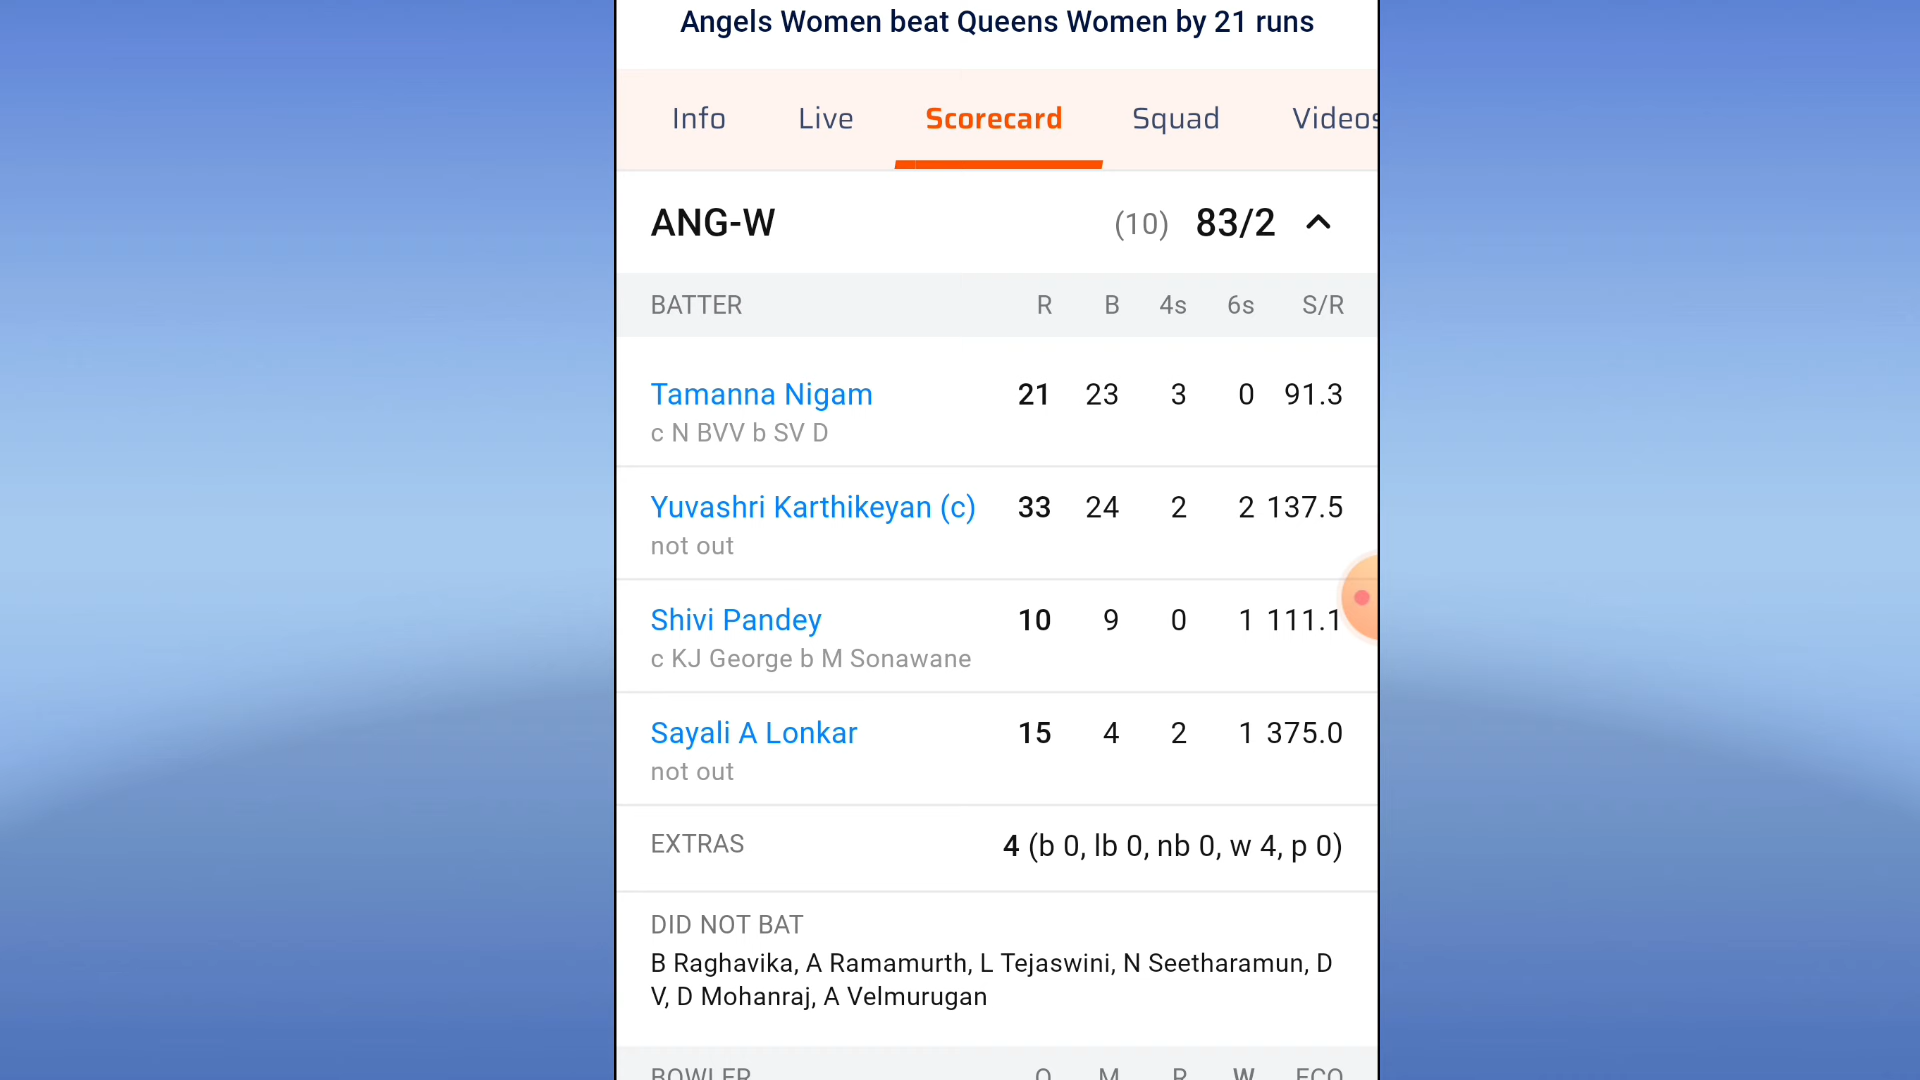 Angels Women beat Queens Women by 21 runs
Info Live Scorecard Squad Videos
ANG-W (10) 83/2
BATTER R B 4s 6s S/R
Tamanna Nigam 21 23 3 0 91.3
c N BVV b SV D
Yuvashri Karthikeyan (c) 33 24 2 2 137.5
not out
Shivi Pandey 10 9 0 1 111.1
c KJ George b M Sonawane
Sayali A Lonkar 15 4 2 1 375.0
not out
EXTRAS 4 (b 0, lb 0, nb 0, w 4, p 0)
DID NOT BAT
B Raghavika, A Ramamurth, L Tejaswini, N Seetharamun, D
V, D Mohanraj, A Velmurugan
BOWLER O M R W ECO